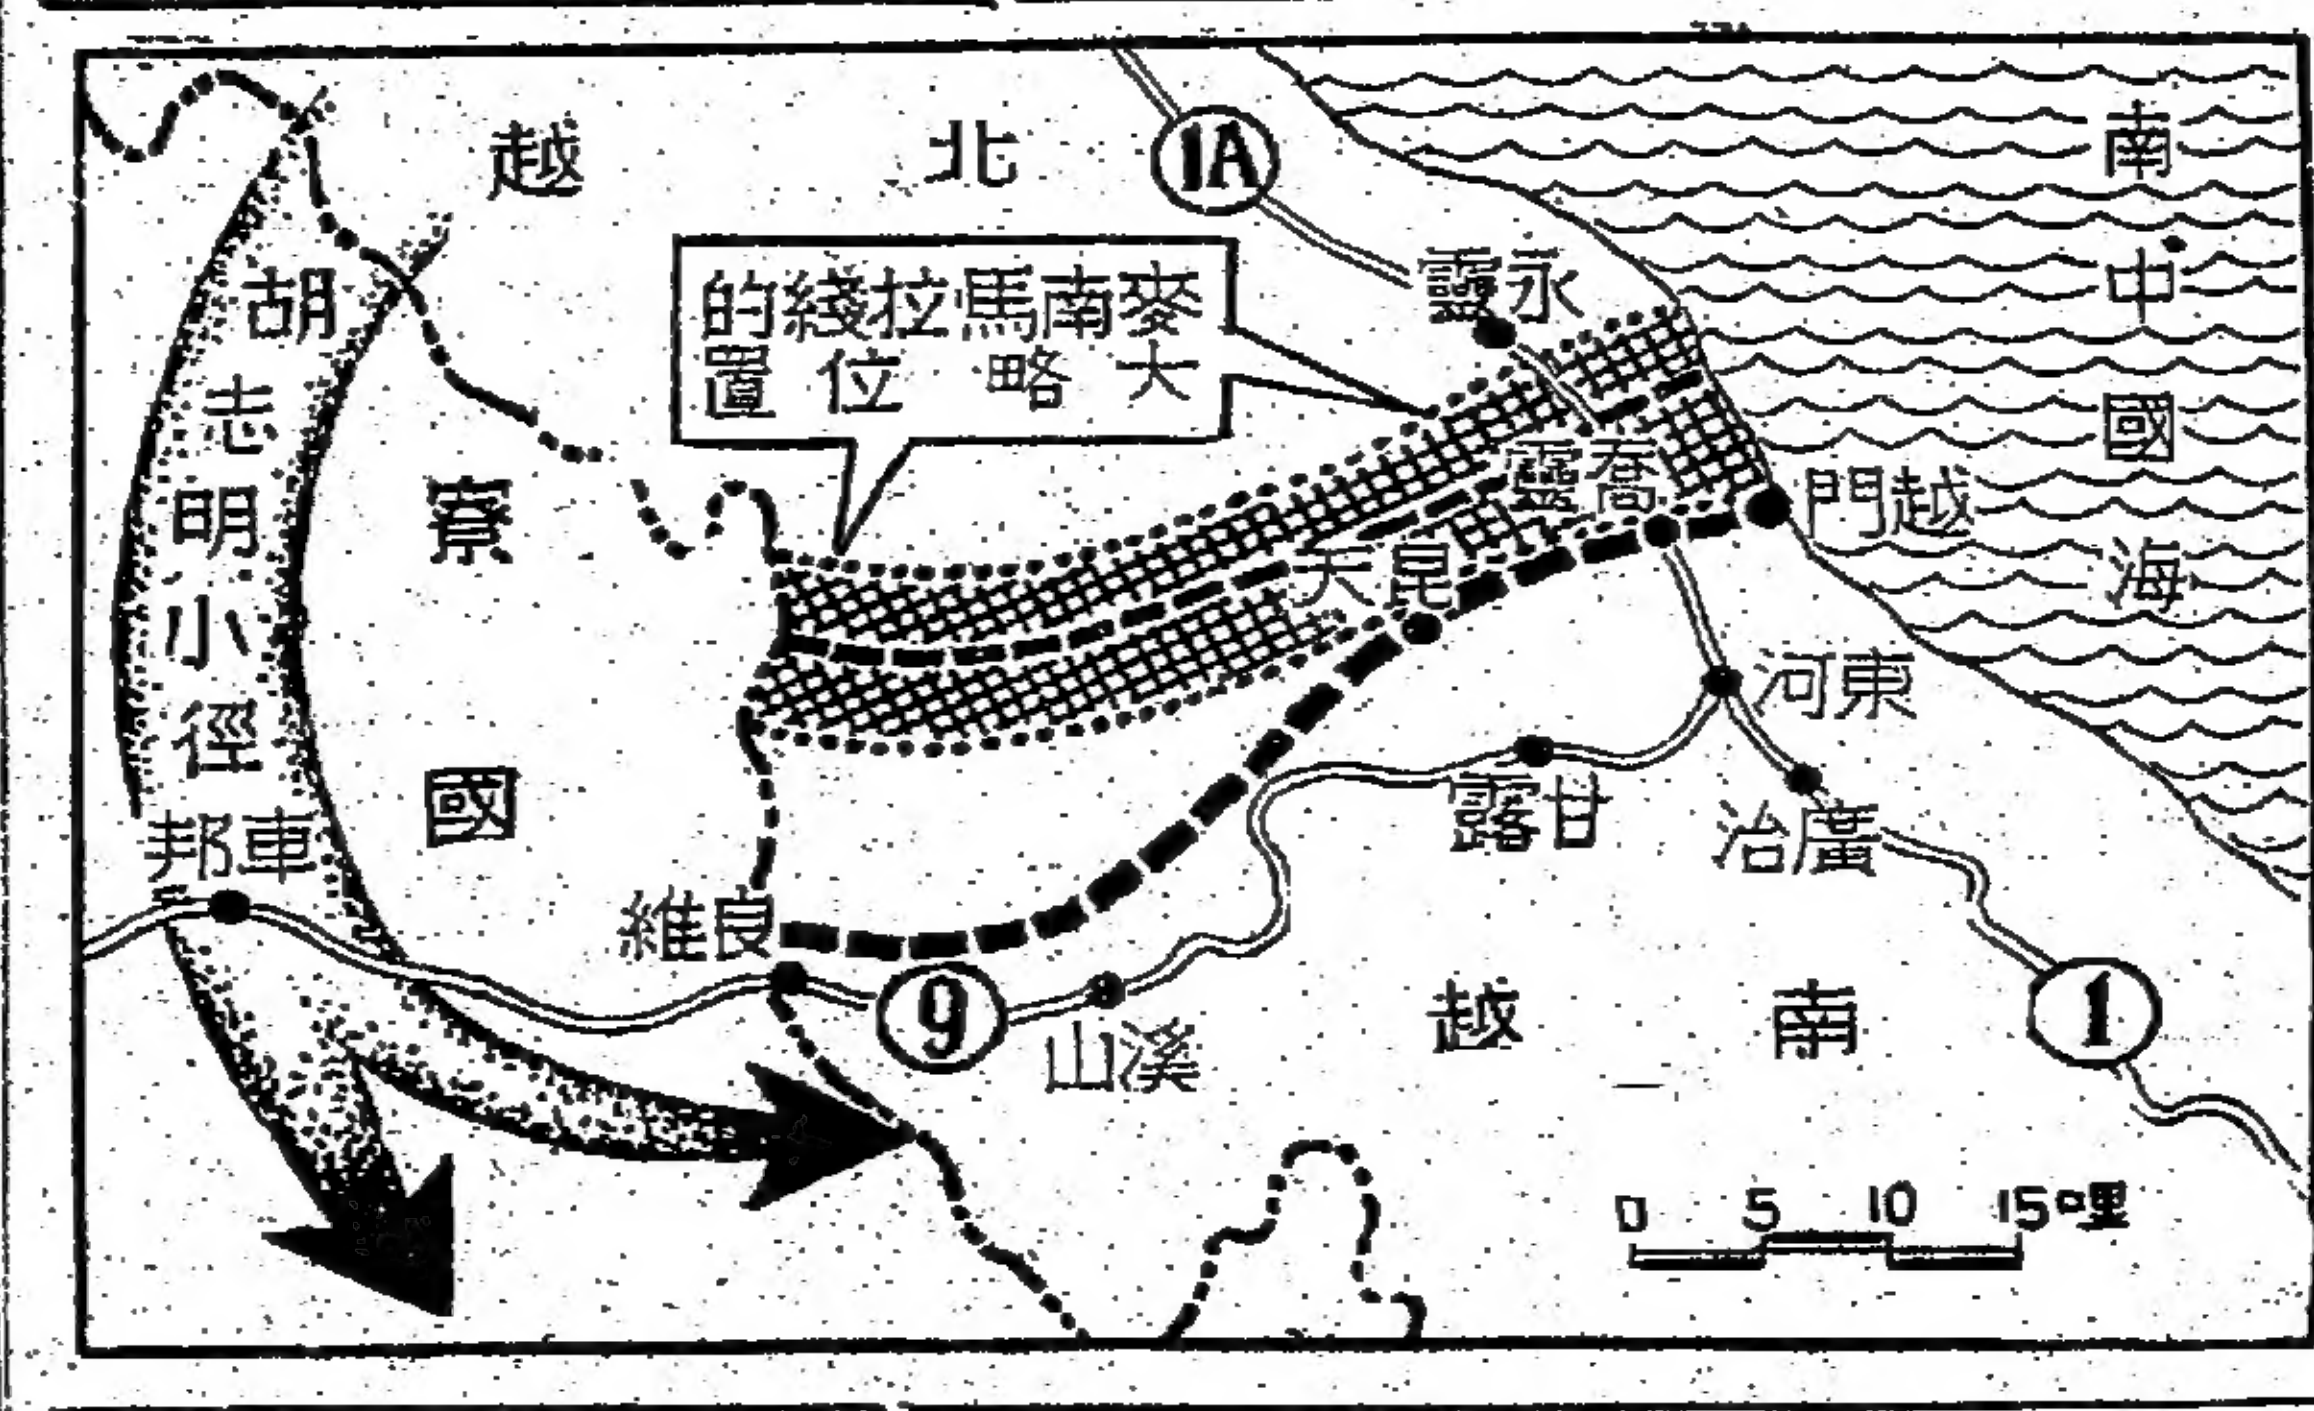 北越
1A
南中國海
永靈
麥南馬拉綫的
大略位置
胡志明小徑
寮國
喬靈
越門
昆天
東河
甘露
廣治
車邦
良維
9
溪山
南越
1
0 5 10 15哩